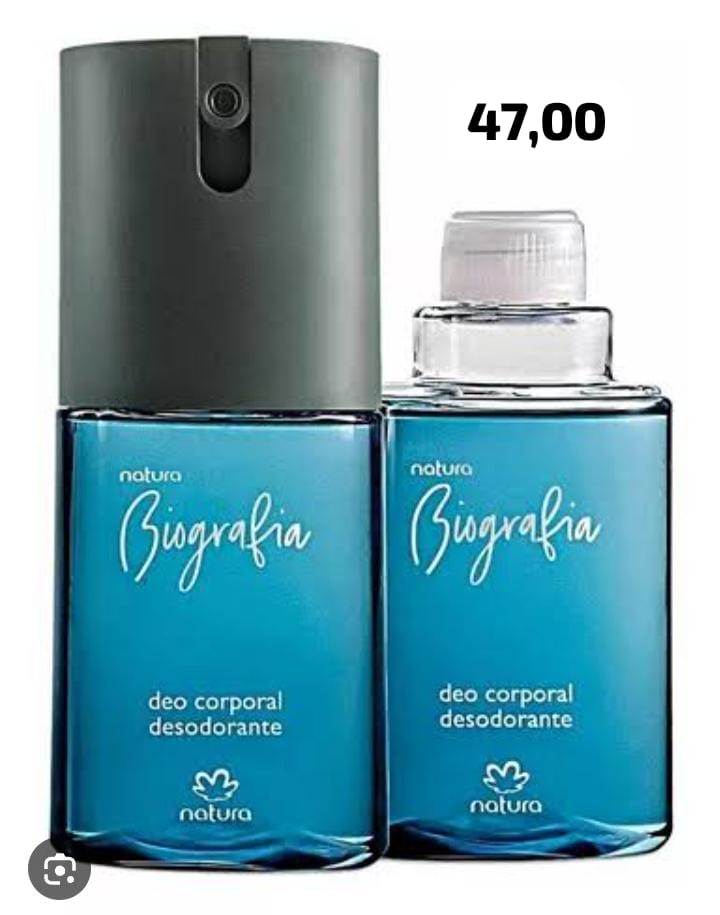 47,00
natura
Biografia
deo corporal
desodorante
natura
natura
Biografia
deo corporal
desodorante
natura